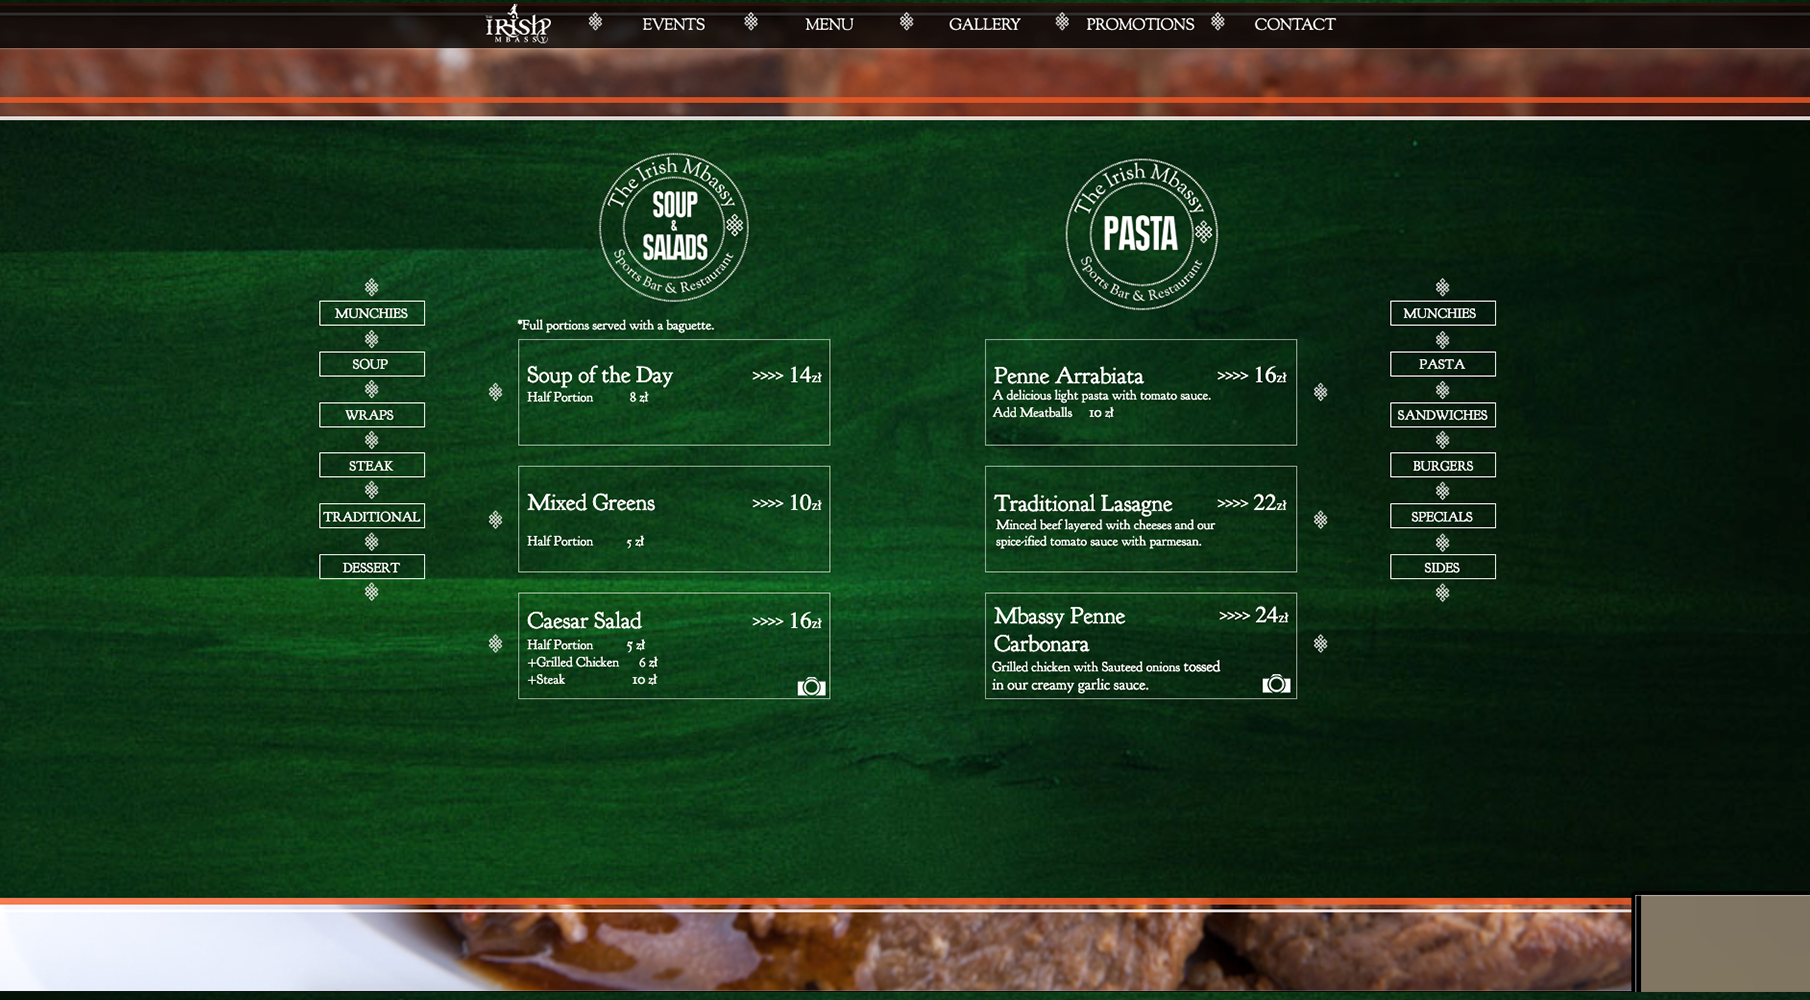 THE
IRISH
MBASSY
EVENTS
MENU
GALLERY
PROMOTIONS
CONTACT
The Irish Mbassy
SOUP
&
SALADS
Sports Bar & Restaurant
The Irish Mbassy
PASTA
Sports Bar & Restaurant
MUNCHIES
SOUP
WRAPS
STEAK
TRADITIONAL
DESSERT
*Full portions served with a baguette.
Soup of the Day >>>> 14zł
Half Portion 8 zł
Mixed Greens >>>> 10zł
Half Portion 5 zł
Caesar Salad >>>> 16zł
Half Portion 5 zł
+Grilled Chicken 6 zł
+Steak 10 zł
Penne Arrabiata >>>> 16zł
A delicious light pasta with tomato sauce.
Add Meatballs 10 zł
Traditional Lasagne >>>> 22zł
Minced beef layered with cheeses and our
spice-ified tomato sauce with parmesan.
Mbassy Penne >>>> 24zł
Carbonara
Grilled chicken with Sauteed onions tossed
in our creamy garlic sauce.
MUNCHIES
PASTA
SANDWICHES
BURGERS
SPECIALS
SIDES